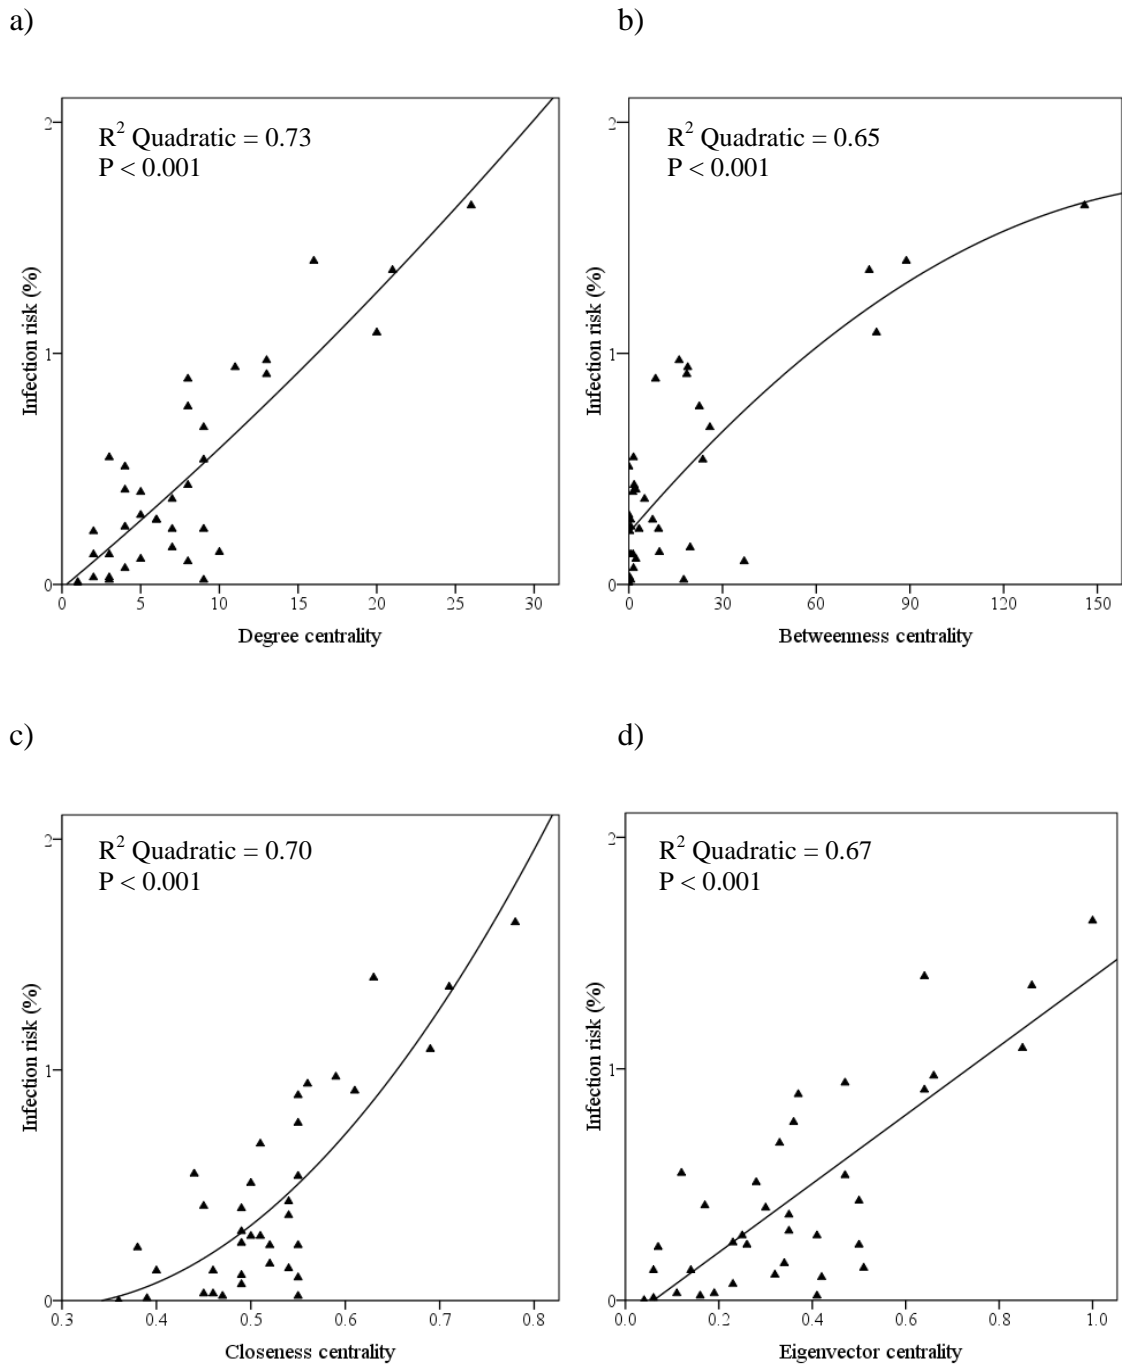 a)
R² Quadratic = 0.73
P < 0.001
2
1
0
Infection risk (%)
0 5 10 15 20 25 30
Degree centrality
b)
R² Quadratic = 0.65
P < 0.001
2
1
0
Infection risk (%)
0 30 60 90 120 150
Betweenness centrality
c)
R² Quadratic = 0.70
P < 0.001
2
1
0
Infection risk (%)
0.3 0.4 0.5 0.6 0.7 0.8
Closeness centrality
d)
R² Quadratic = 0.67
P < 0.001
2
1
0
Infection risk (%)
0.0 0.2 0.4 0.6 0.8 1.0
Eigenvector centrality